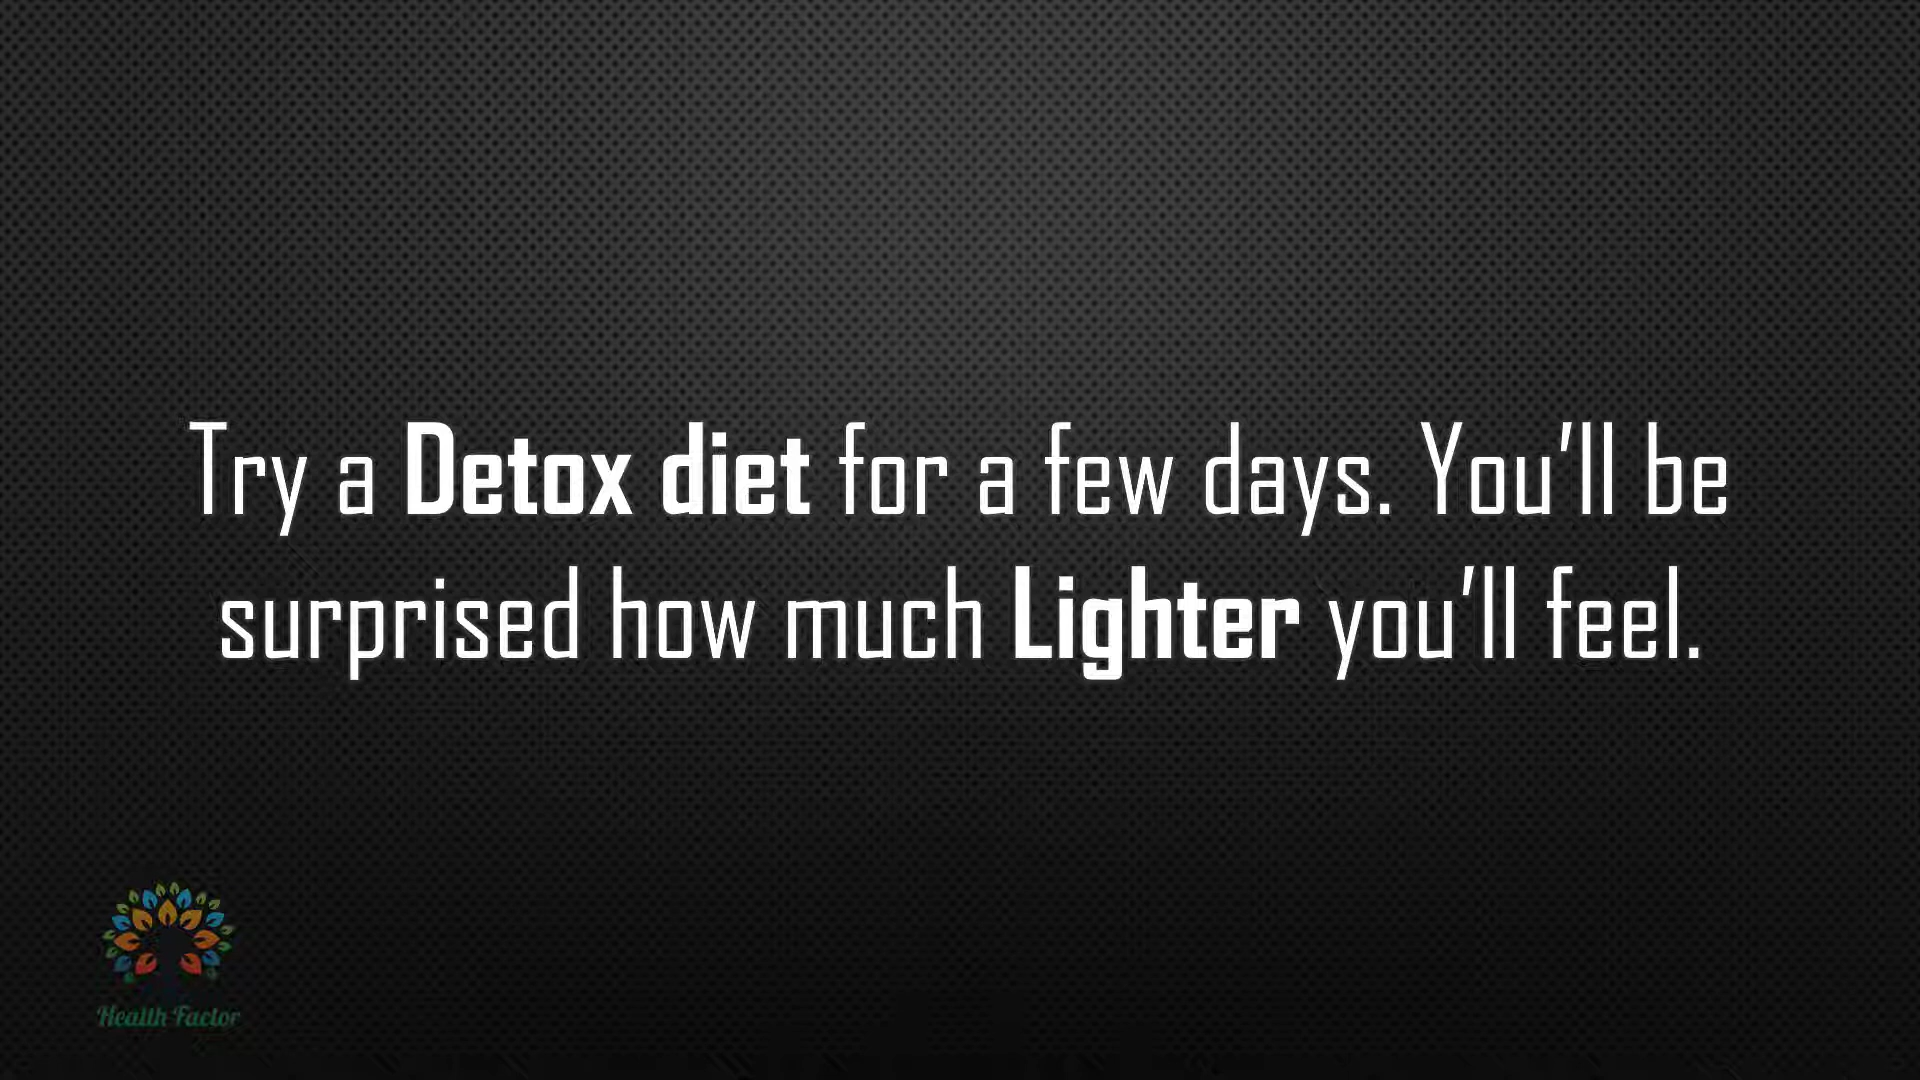 Try a Detox diet for a few days. You’ll be
surprised how much Lighter you’ll feel.
Health Factor